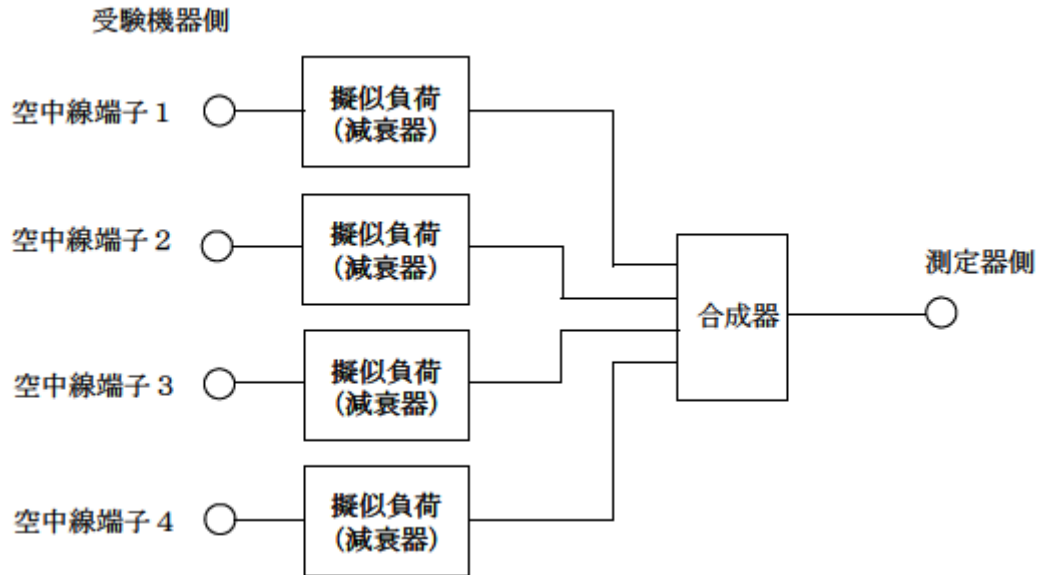 受験機器側
空中線端子1
擬似負荷
(減衰器)
空中線端子2
擬似負荷
(減衰器)
測定器側
合成器
空中線端子3
擬似負荷
(減衰器)
空中線端子4
擬似負荷
(減衰器)